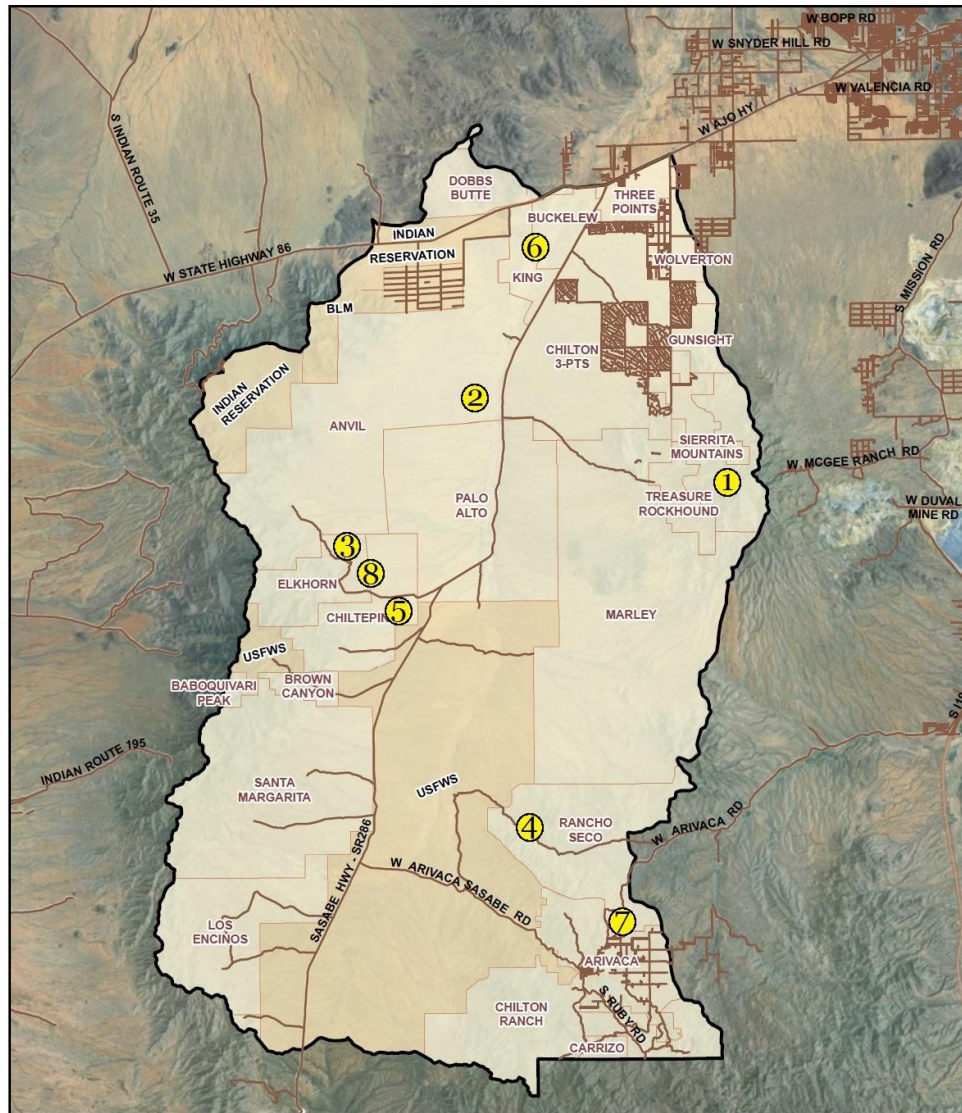 W BOPP RD
W SNYDER HILL RD
W VALENCIA RD
W AJO HY
S INDIAN ROUTE 35
DOBBS
BUTTE
THREE
POINTS
BUCKELEW
INDIAN
RESERVATION
6
WOLVERTON
W STATE HIGHWAY 86
KING
S MISSION RD
BLM
GUNSIGHT
CHILTON
3-PTS
INDIAN
RESERVATION
2
ANVIL
SIERRITA
MOUNTAINS
W MCGEE RANCH RD
1
PALO
ALTO
TREASURE
ROCKHOUND
W DUVAL
MINE RD
3
8
ELKHORN
5
CHILTEPIN
MARLEY
USFWS
BABOQUIVARI
PEAK
BROWN
CANYON
S I19
INDIAN ROUTE 195
SANTA
MARGARITA
USFWS
4
RANCHO
SECO
W ARIVACA RD
SASABE HWY - SR286
W ARIVACA SASABE RD
7
LOS
ENCINOS
ARIVACA
S RUBY RD
CHILTON
RANCH
CARRIZO